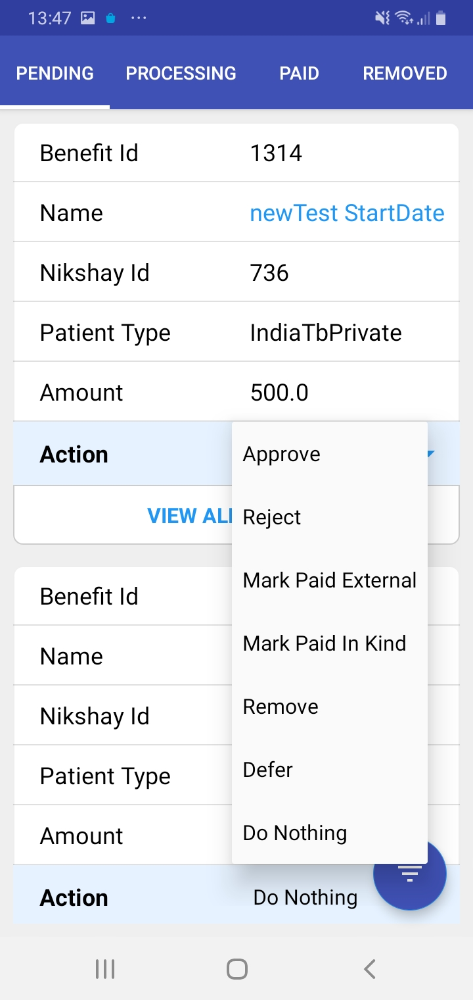 13:47
PENDING PROCESSING PAID REMOVED
Benefit Id 1314
Name newTest StartDate
Nikshay Id 736
Patient Type IndiaTbPrivate
Amount 500.0
Action Approve
VIEW Reject
Benefit Id Mark Paid External
Name Mark Paid In Kind
Nikshay Id Remove
Patient Type Defer
Amount Do Nothing
Action Do Nothing